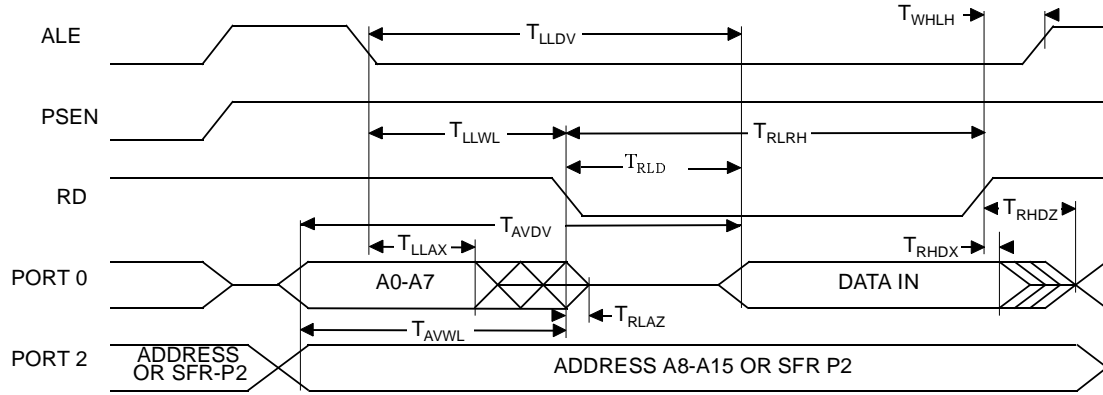 T_WHLH
ALE
T_LLDV
PSEN
T_LLWL
T_RLRH
T_RLD
RD
T_RHDZ
T_AVDV
T_LLAX
T_RHDX
PORT 0
A0-A7
DATA IN
T_RLAZ
T_AVWL
PORT 2
ADDRESS
OR SFR-P2
ADDRESS A8-A15 OR SFR P2